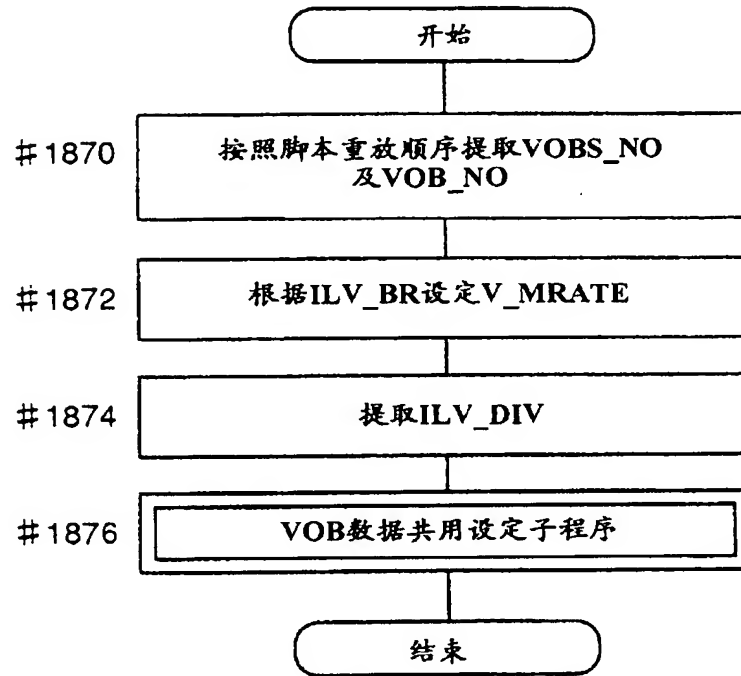 开始
#1870
按照脚本重放顺序提取VOBS_NO
及VOB_NO
#1872
根据ILV_BR设定V_MRATE
#1874
提取ILV_DIV
#1876
VOB数据共用设定子程序
结束